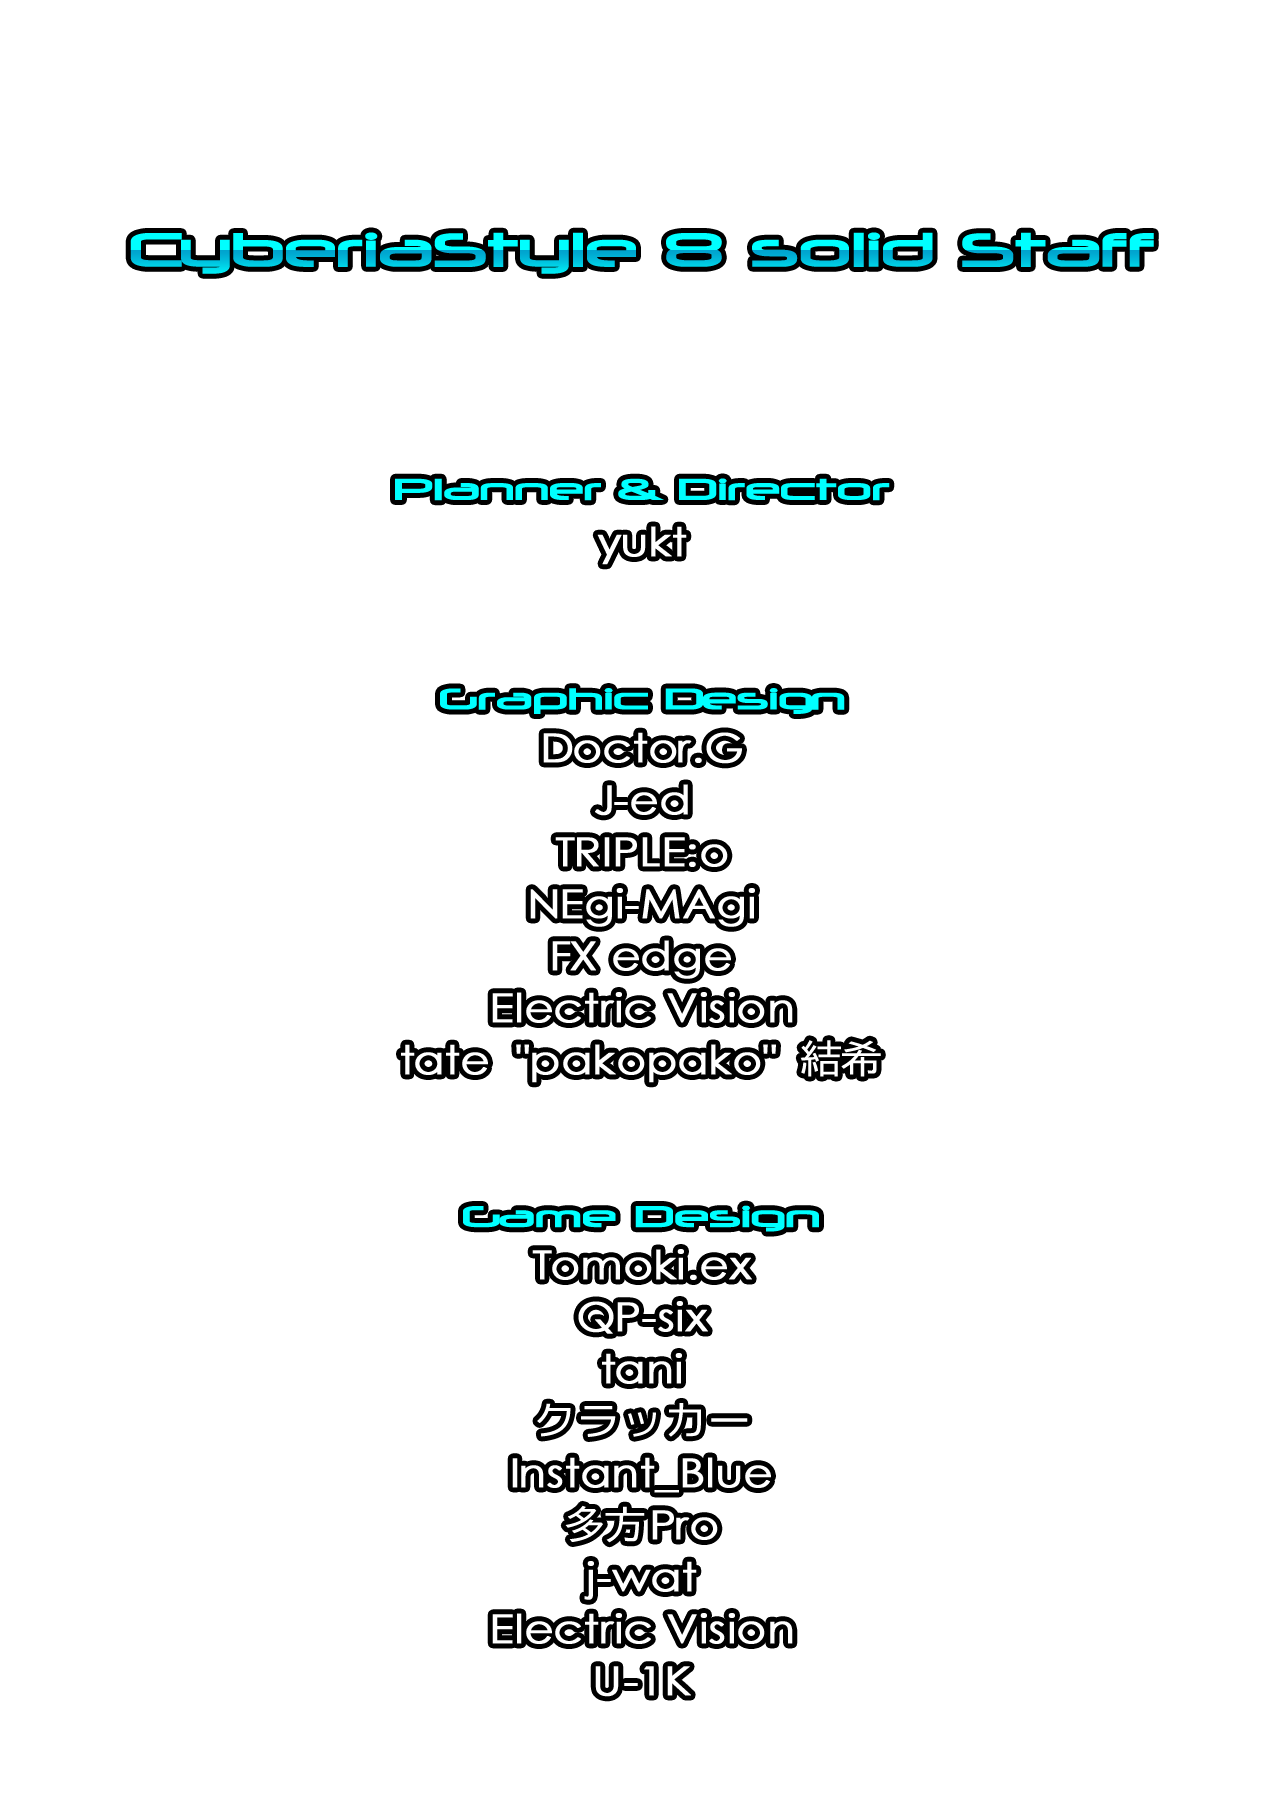 CyberiaStyle 8 solid Staff
Planner & Director
yukt
Graphic Design
Doctor.G
J-ed
TRIPLE:o
NEgi-MAgi
FX edge
Electric Vision
tate "pakopako" 結希
Game Design
Tomoki.ex
QP-six
tani
クラッカー
Instant_Blue
多方Pro
j-wat
Electric Vision
U-1K